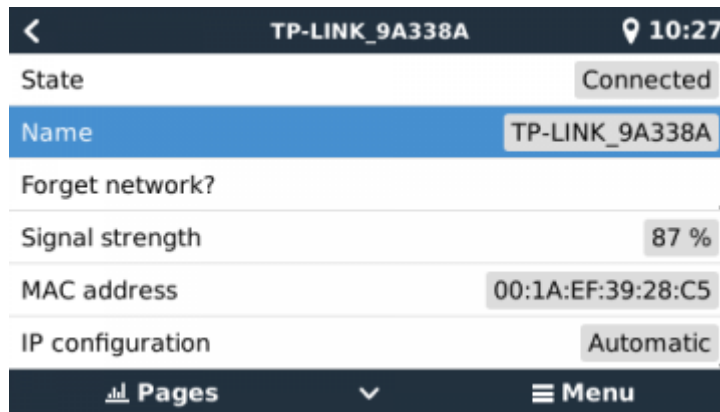 TP-LINK_9A338A 10:27
State Connected
Name TP-LINK_9A338A
Forget network?
Signal strength 87 %
MAC address 00:1A:EF:39:28:C5
IP configuration Automatic
Pages Menu